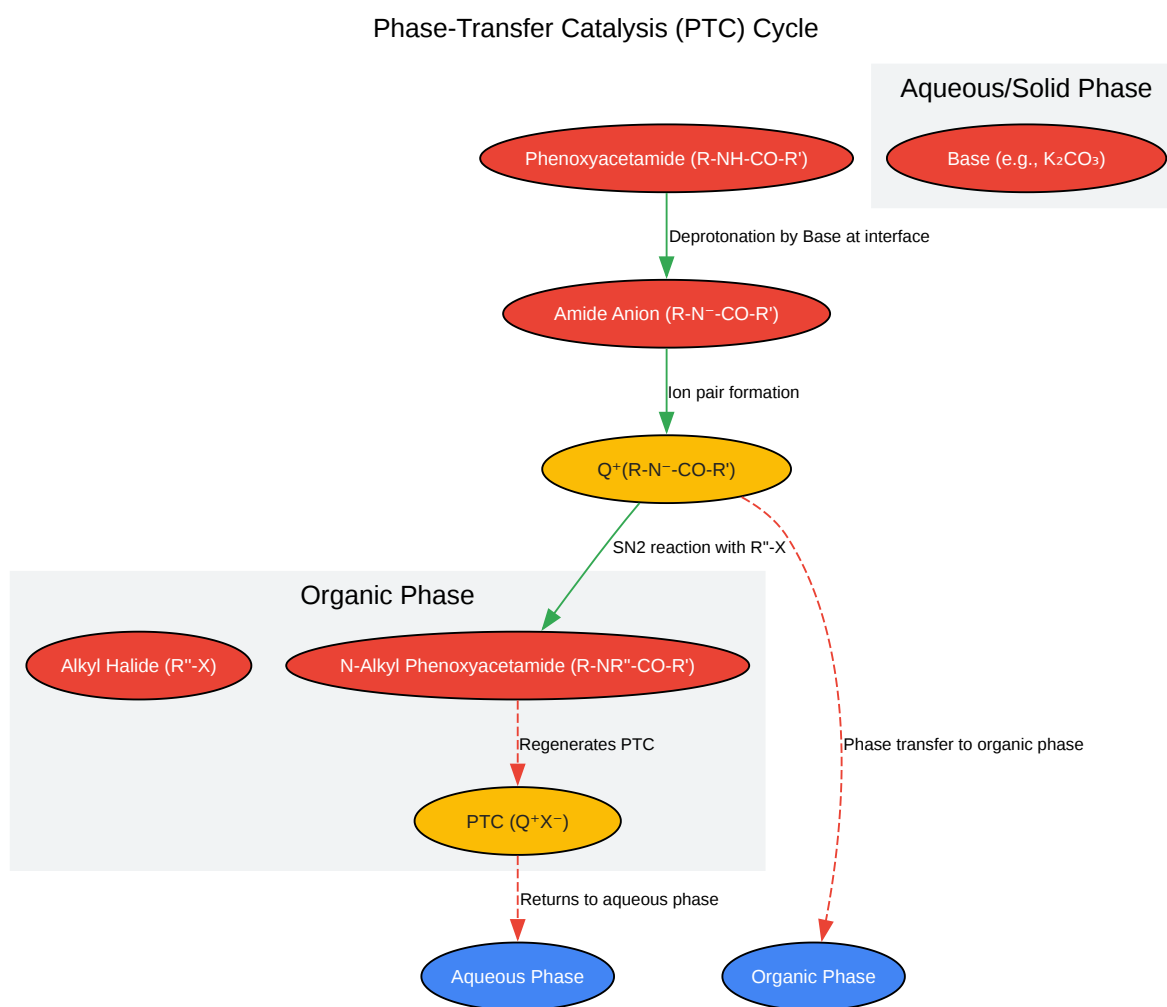 Phase-Transfer Catalysis (PTC) Cycle
Aqueous/Solid Phase
Phenoxyacetamide (R-NH-CO-R')
Base (e.g., K₂CO₃)
Deprotonation by Base at interface
Amide Anion (R-N⁻-CO-R')
Ion pair formation
Q⁺(R-N⁻-CO-R')
SN2 reaction with R"-X
Organic Phase
Alkyl Halide (R"-X)
N-Alkyl Phenoxyacetamide (R-NR"-CO-R')
Regenerates PTC
Phase transfer to organic phase
PTC (Q⁺X⁻)
Returns to aqueous phase
Aqueous Phase
Organic Phase